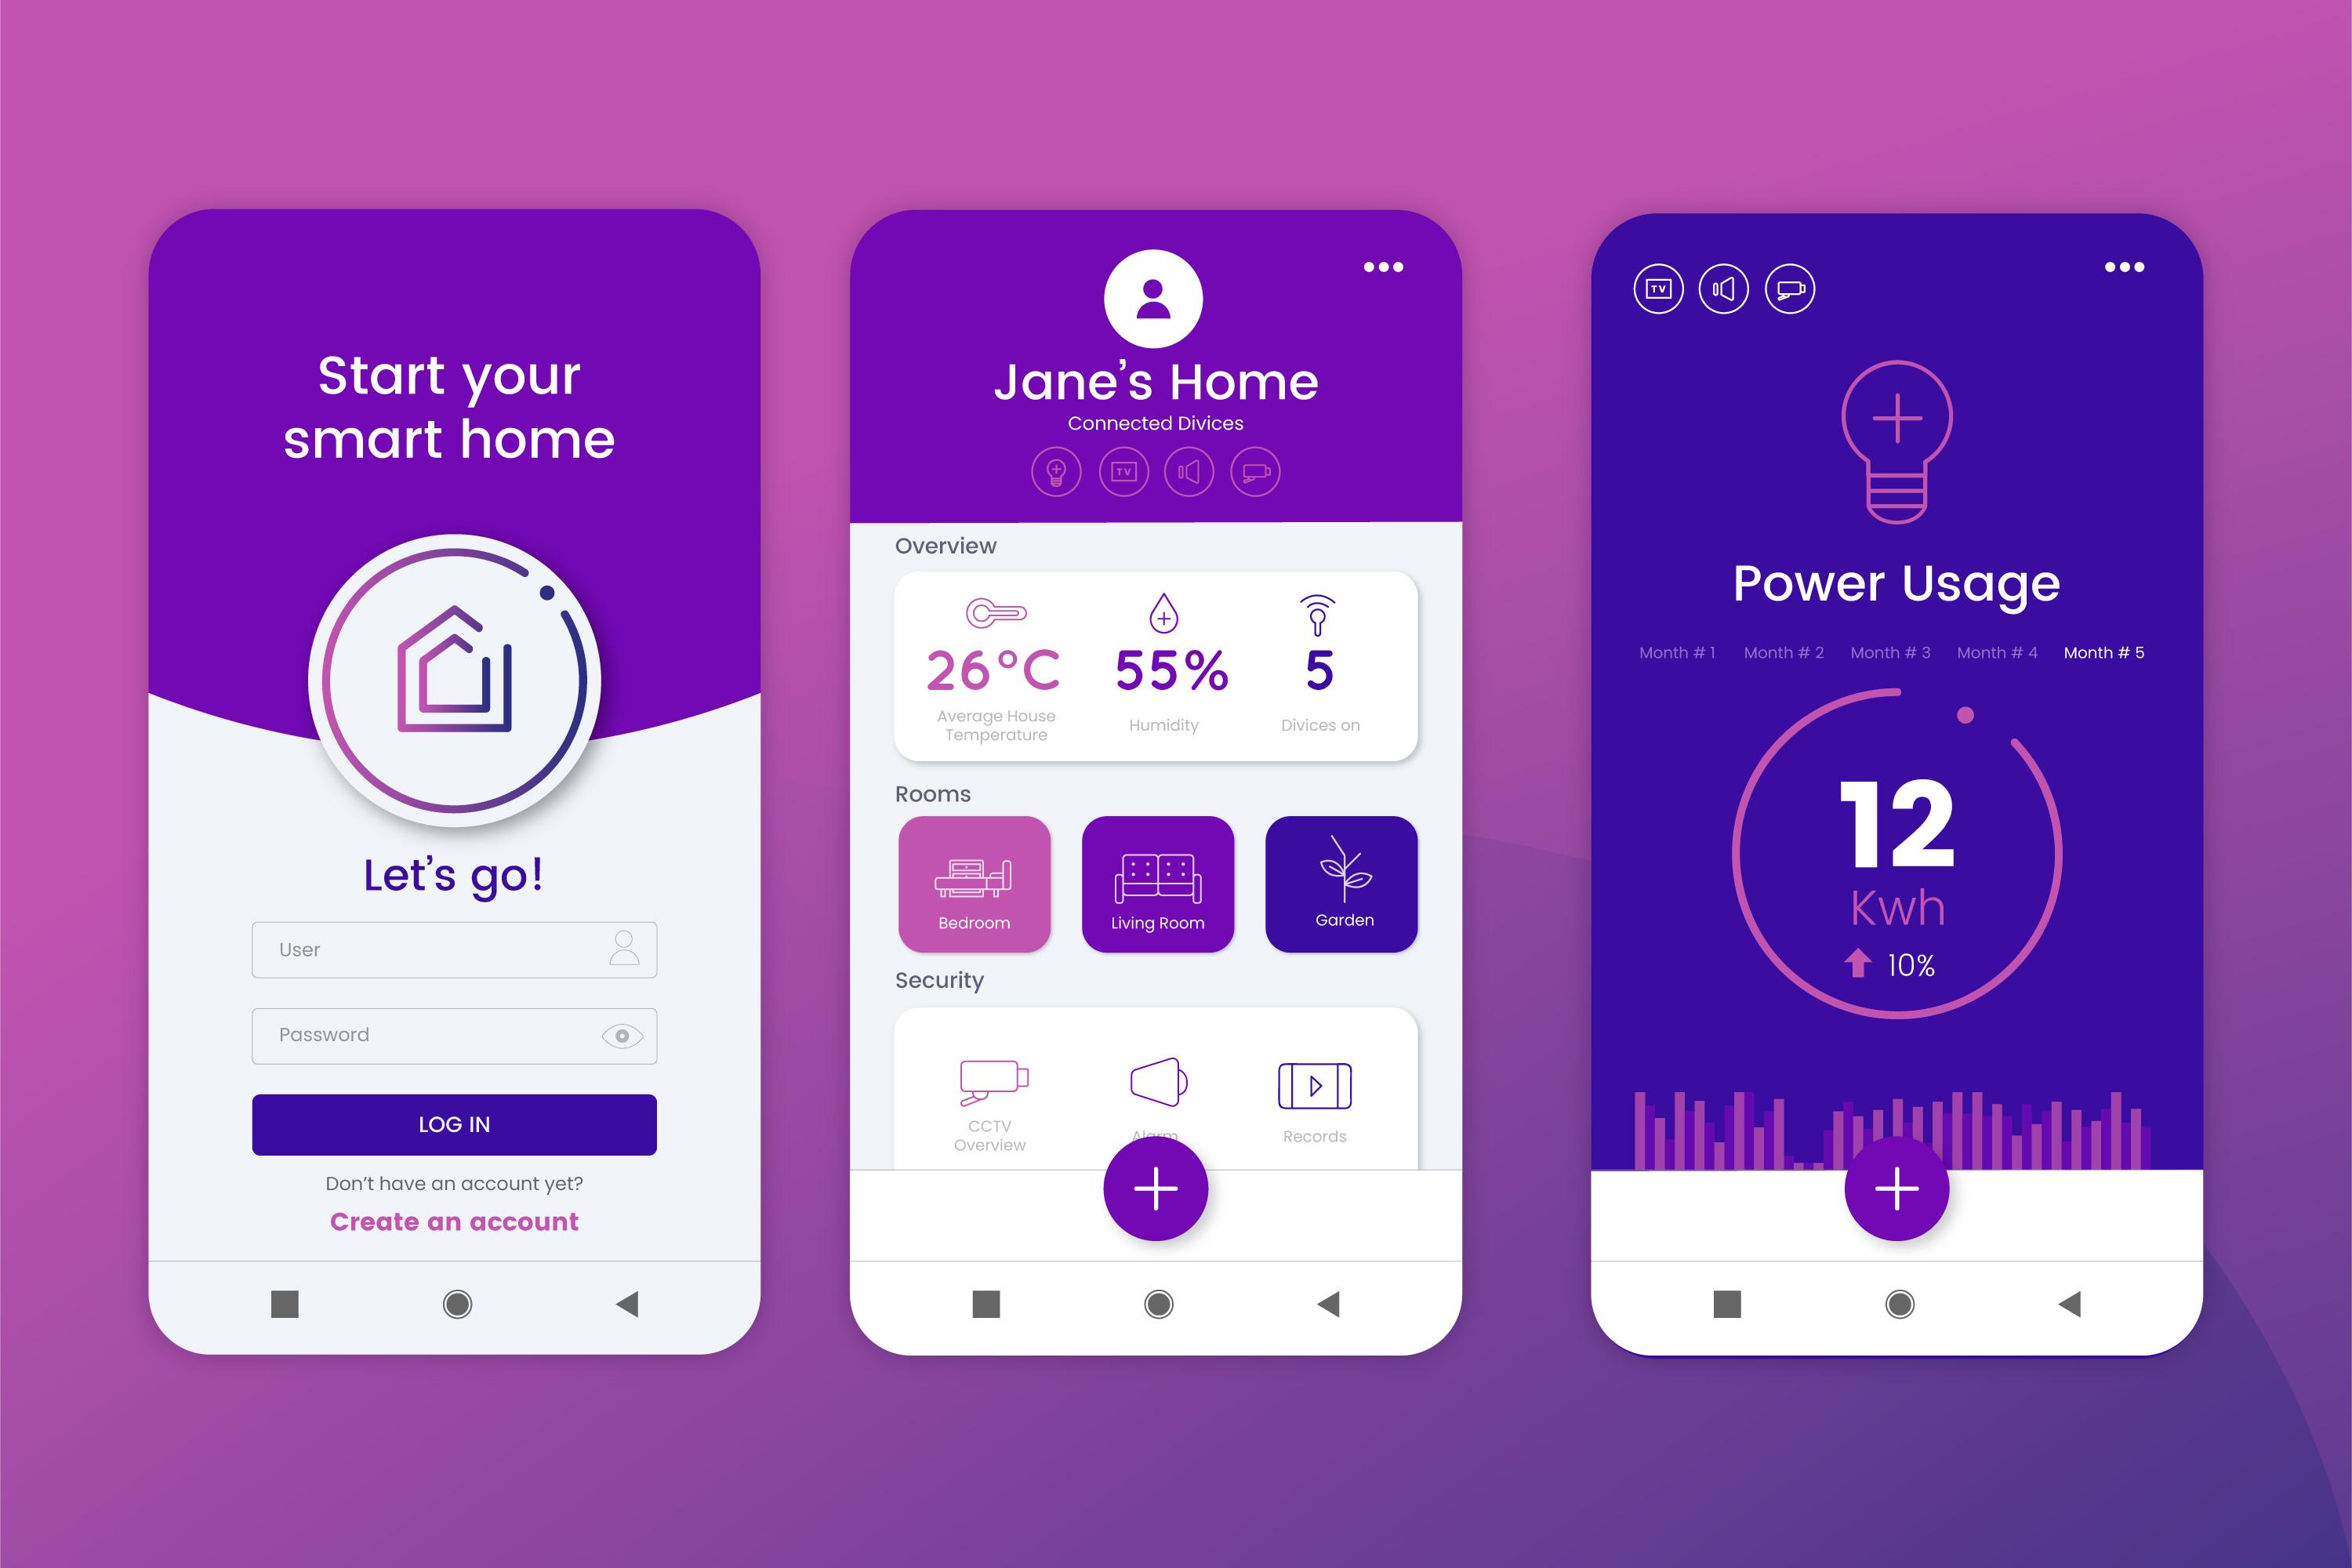 Start your
smart home
Let's go!
User
Password
LOG IN
Don't have an account yet?
Create an account
Jane's Home
Connected Divices
TV
Overview
26°C
55%
5
Average House
Temperature
Humidity
Divices on
Rooms
Bedroom
Living Room
Garden
Security
CCTV
Overview
Alarm
Records
TV
Power Usage
Month # 1
Month # 2
Month # 3
Month # 4
Month # 5
12
Kwh
10%